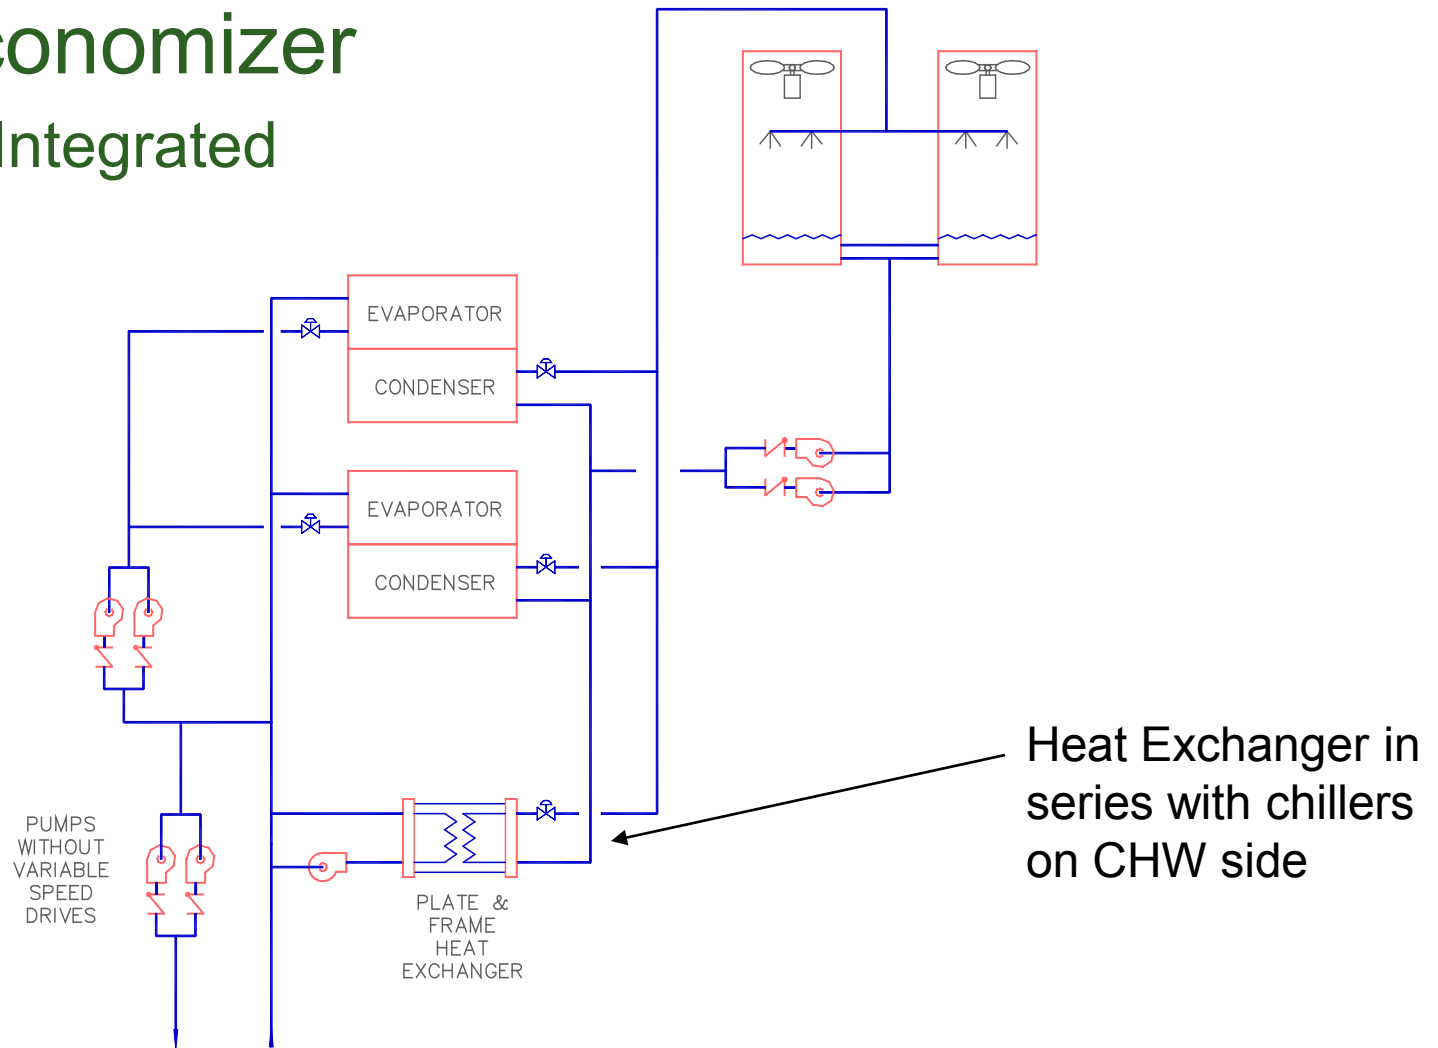 conomizer
Integrated
EVAPORATOR
CONDENSER
EVAPORATOR
CONDENSER
Heat Exchanger in
series with chillers
on CHW side
PUMPS
WITHOUT
VARIABLE
SPEED
DRIVES
PLATE &
FRAME
HEAT
EXCHANGER